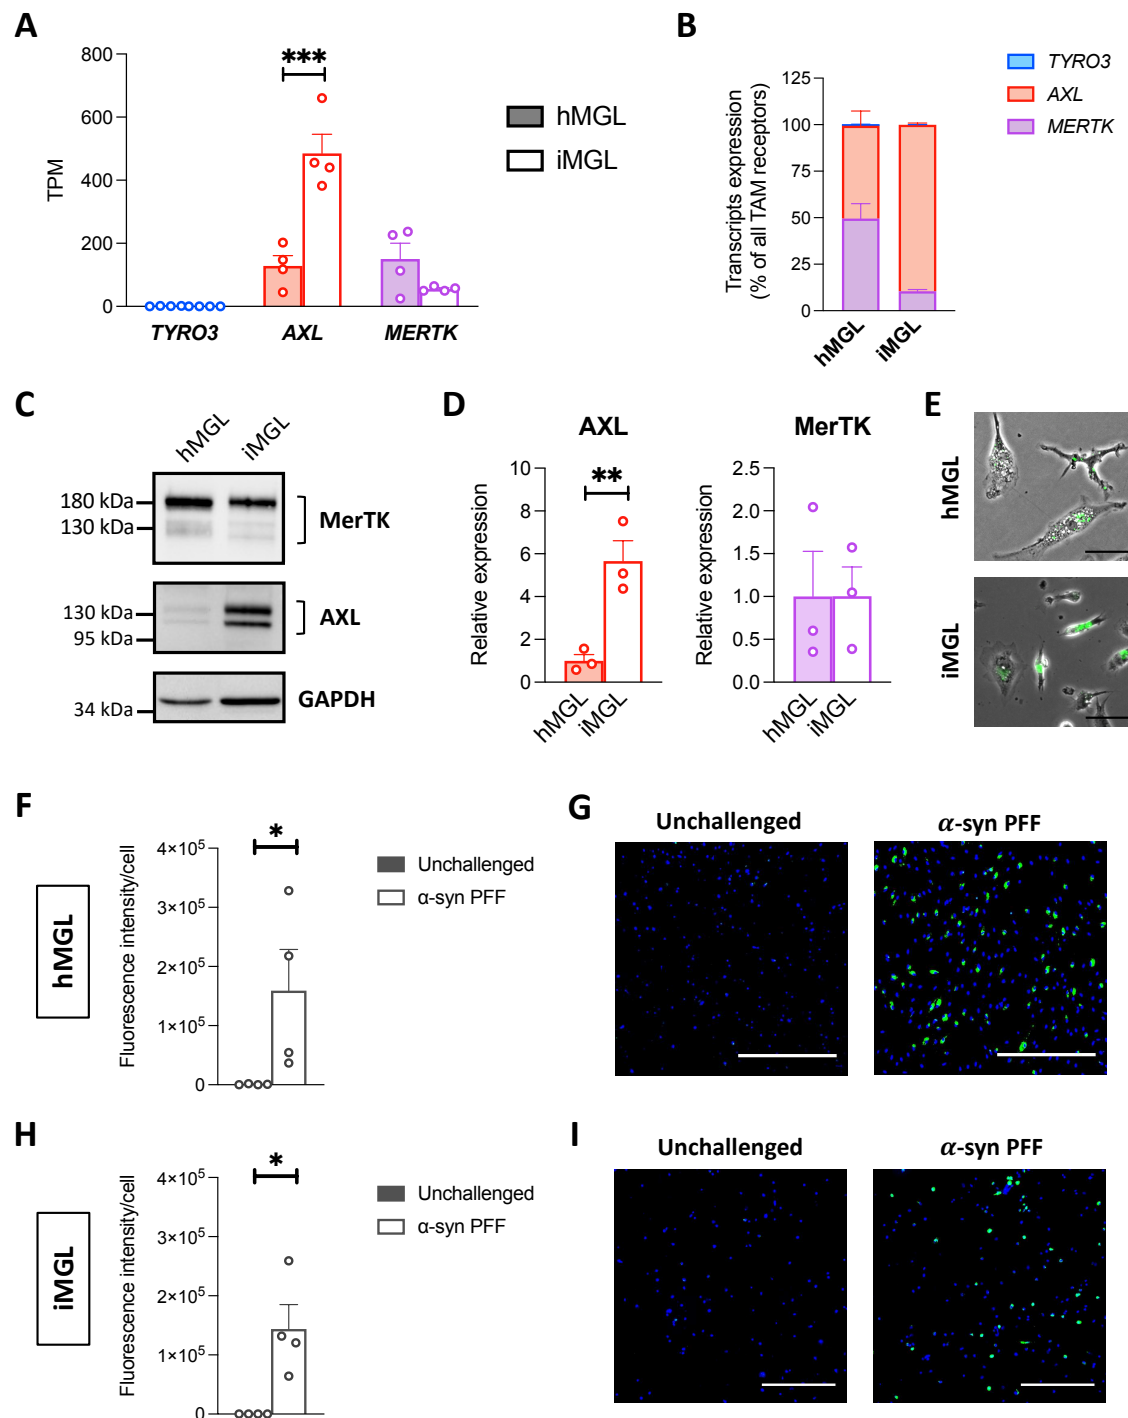 A
800
600
400
200
0
TPM
***
TYRO3
AXL
MERTK
hMGL
iMGL
B
125
100
75
50
25
0
Transcripts expression
(% of all TAM receptors)
hMGL
iMGL
TYRO3
AXL
MERTK
C
hMGL
iMGL
180 kDa
130 kDa
MerTK
130 kDa
95 kDa
AXL
34 kDa
GAPDH
D
AXL
10
8
6
4
2
0
Relative expression
**
hMGL
iMGL
MerTK
2.5
2.0
1.5
1.0
0.5
0.0
Relative expression
hMGL
iMGL
E
hMGL
iMGL
F
hMGL
4×10⁵
3×10⁵
2×10⁵
1×10⁵
0
Fluorescence intensity/cell
*
Unchallenged
α-syn PFF
G
Unchallenged
α-syn PFF
H
iMGL
4×10⁵
3×10⁵
2×10⁵
1×10⁵
0
Fluorescence intensity/cell
*
Unchallenged
α-syn PFF
I
Unchallenged
α-syn PFF